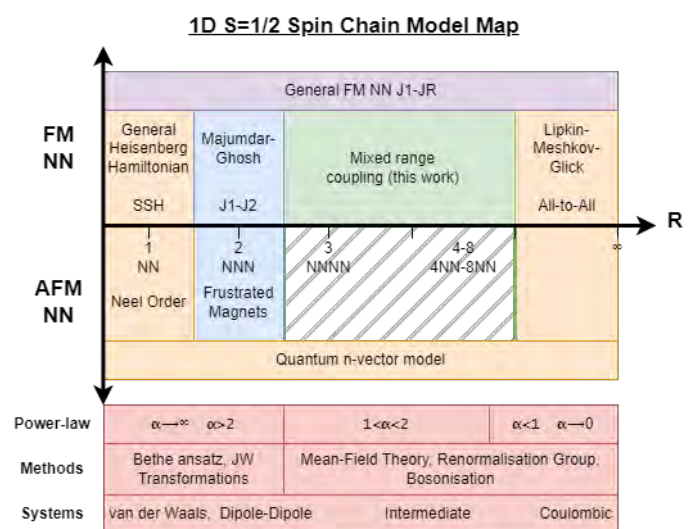 1D S=1/2 Spin Chain Model Map
General FM NN J1-JR
FM
NN
General
Heisenberg
Hamiltonian
SSH
Majumdar-
Ghosh
J1-J2
Mixed range
coupling (this work)
Lipkin-
Meshkov-
Glick
All-to-All
R
1
2
3
4-8
∞
NN
NNN
NNNN
4NN-8NN
AFM
NN
Neel Order
Frustrated
Magnets
Quantum n-vector model
Power-law
α→∞ α>2
1<α<2
α<1 α→0
Methods
Bethe ansatz, JW
Transformations
Mean-Field Theory, Renormalisation Group,
Bosonisation
Systems
van der Waals, Dipole-Dipole
Intermediate
Coulombic